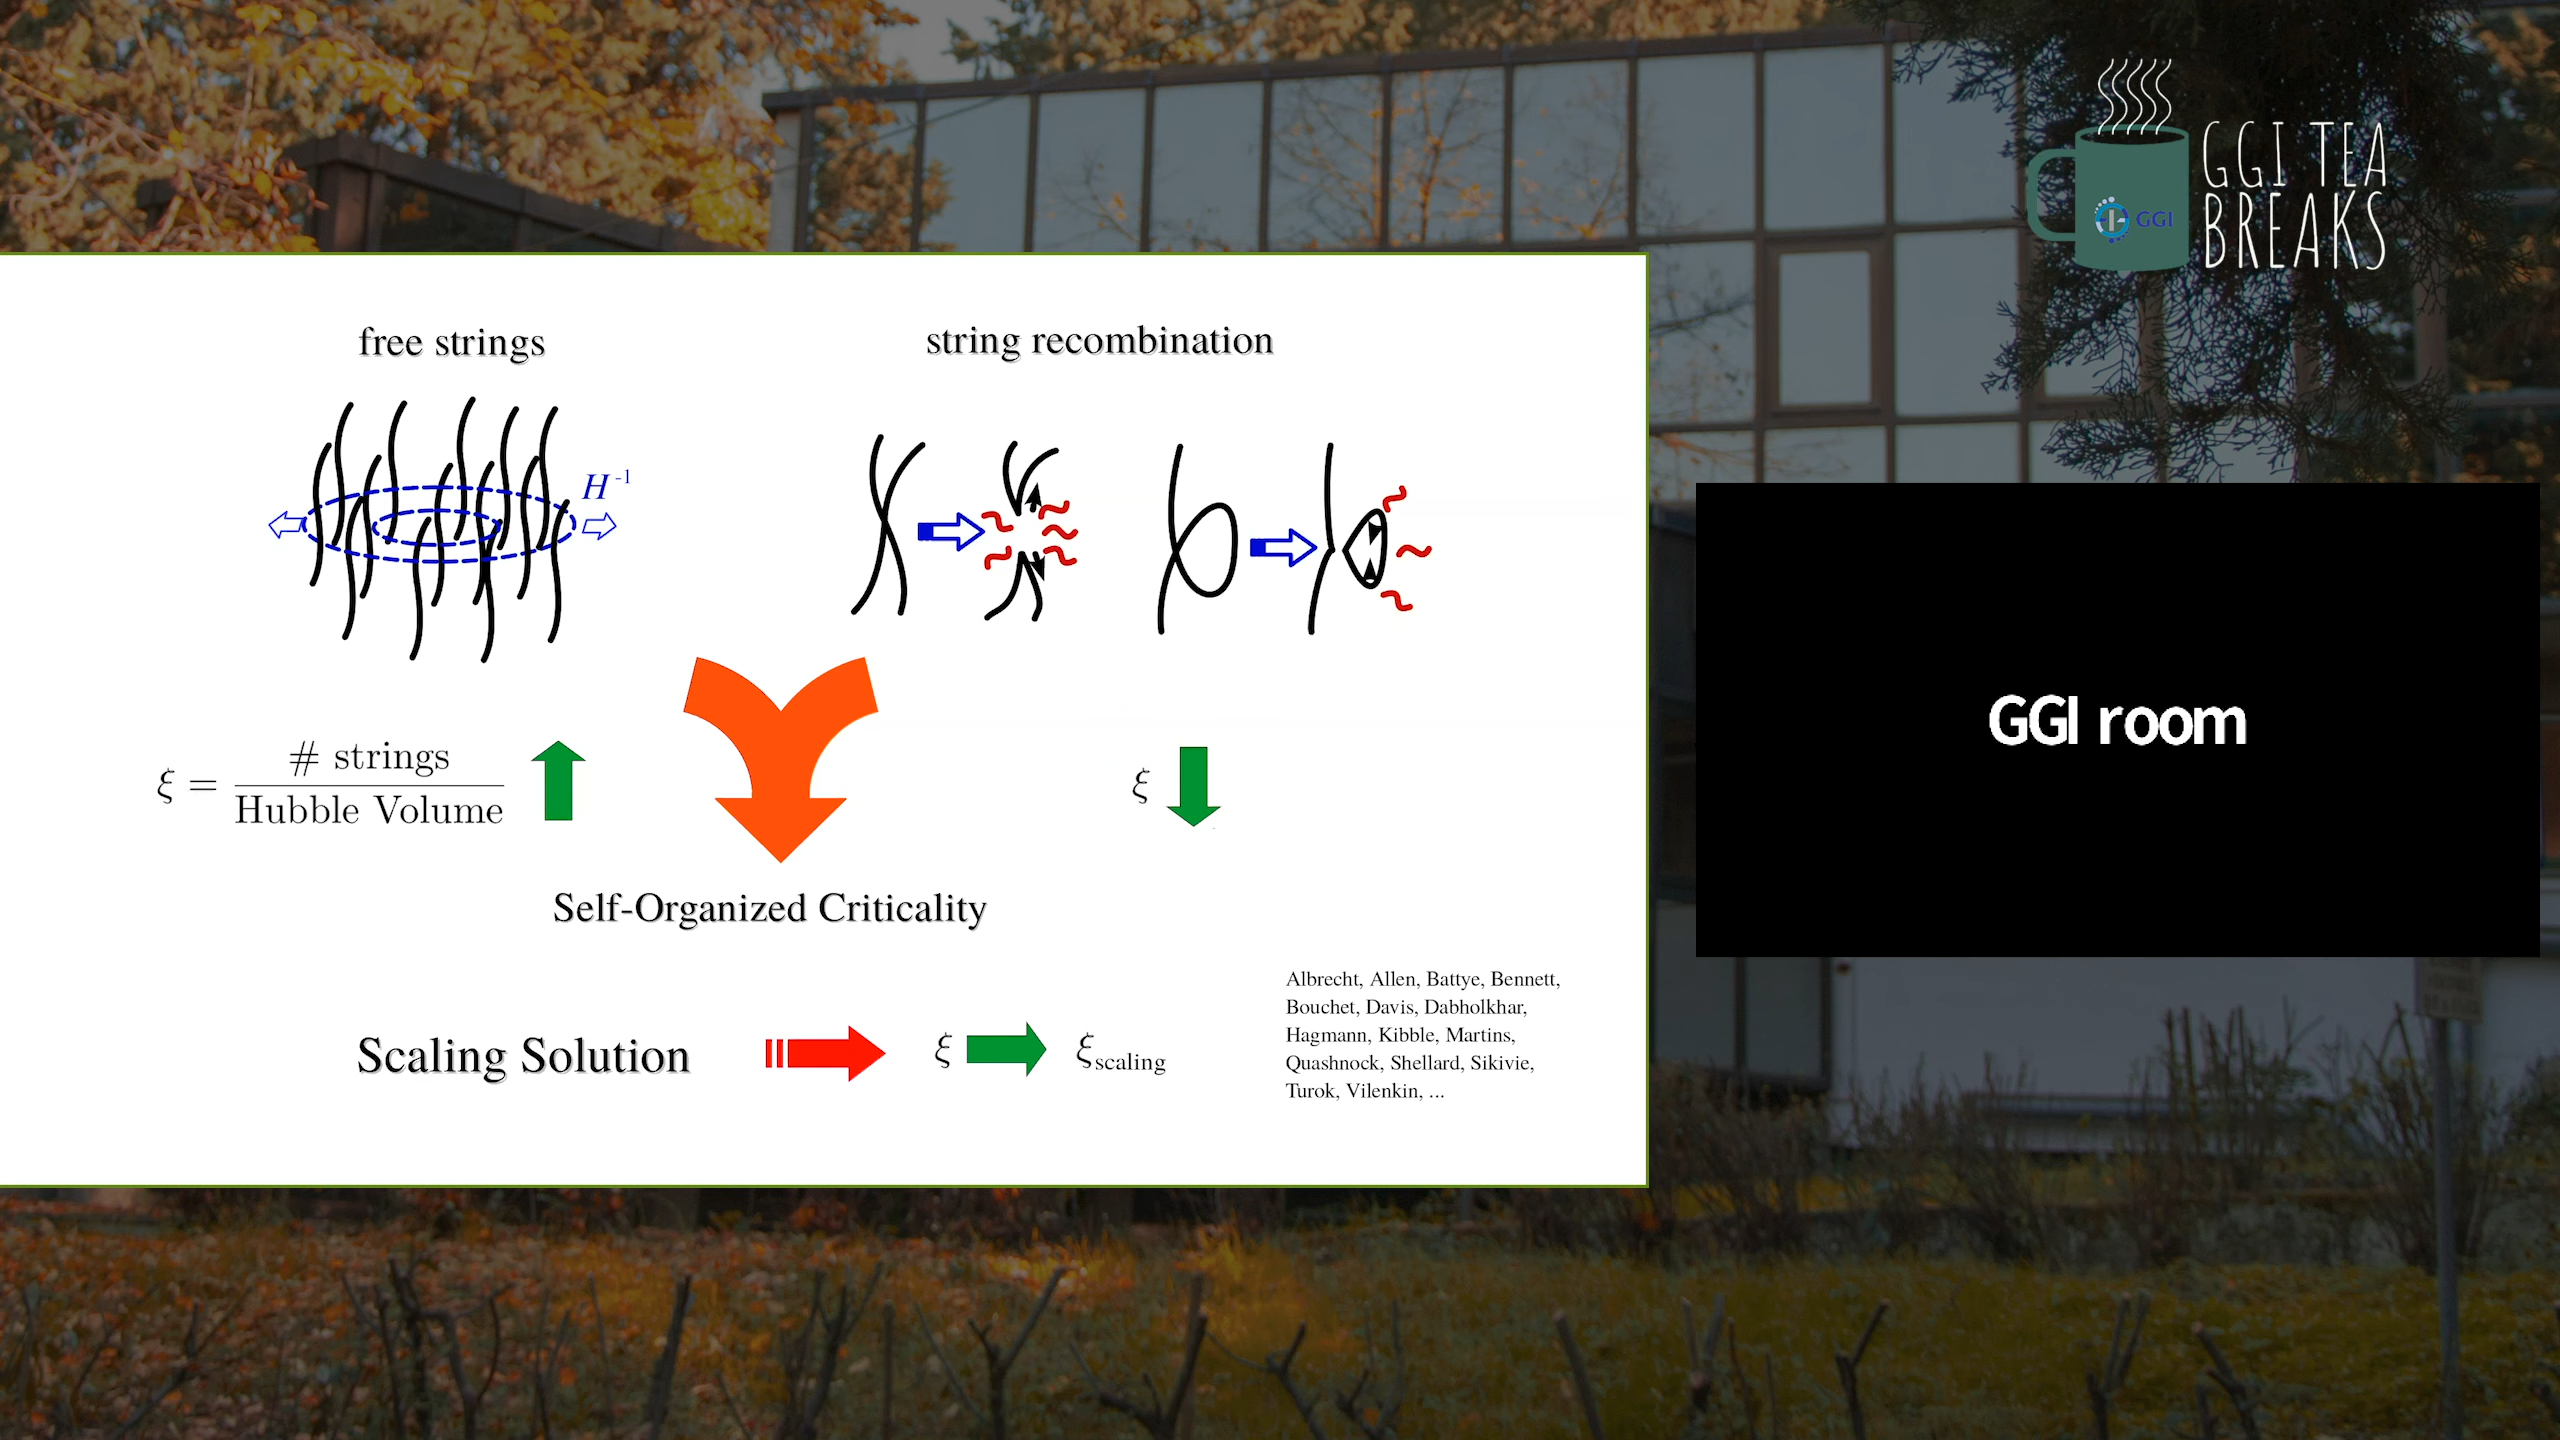 GGI TEA
BREAKS
GGI
free strings
string recombination
H⁻¹
ξ = # strings / Hubble Volume
ξ
Self-Organized Criticality
Scaling Solution
ξ
ξscaling
Albrecht, Allen, Battye, Bennett,
Bouchet, Davis, Dabholkhar,
Hagmann, Kibble, Martins,
Quashnock, Shellard, Sikivie,
Turok, Vilenkin, ...
GGI room